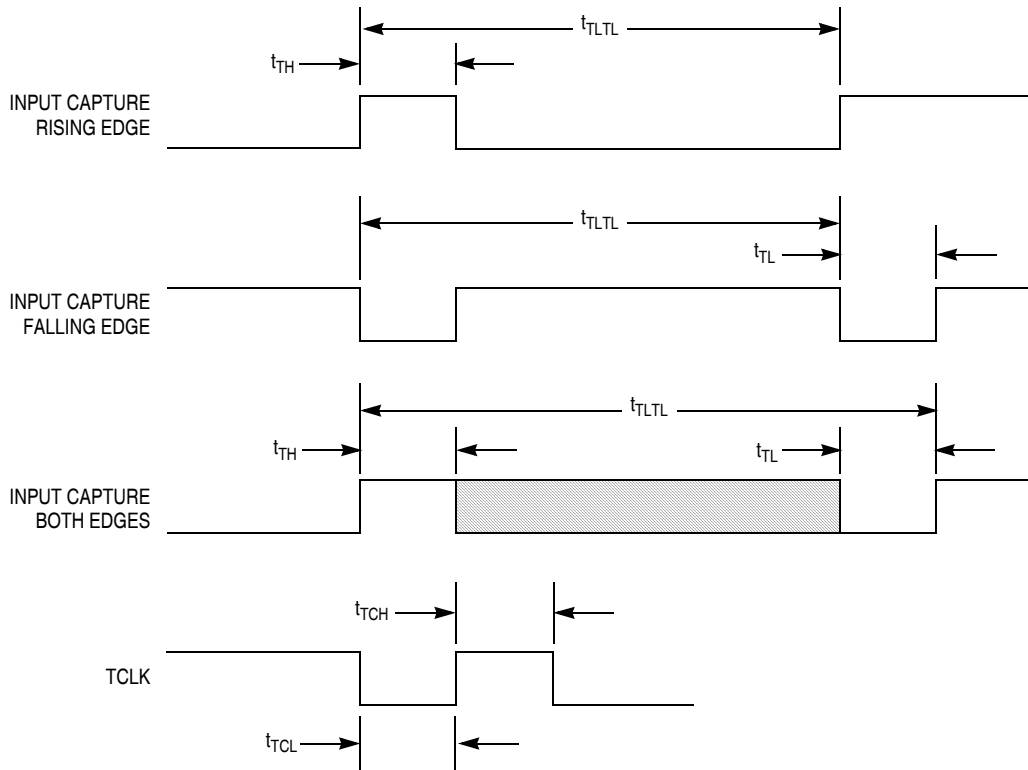 tTLTL
tTH
INPUT CAPTURE
RISING EDGE
tTLTL
tTL
INPUT CAPTURE
FALLING EDGE
tTLTL
tTH
tTL
INPUT CAPTURE
BOTH EDGES
tTCH
TCLK
tTCL